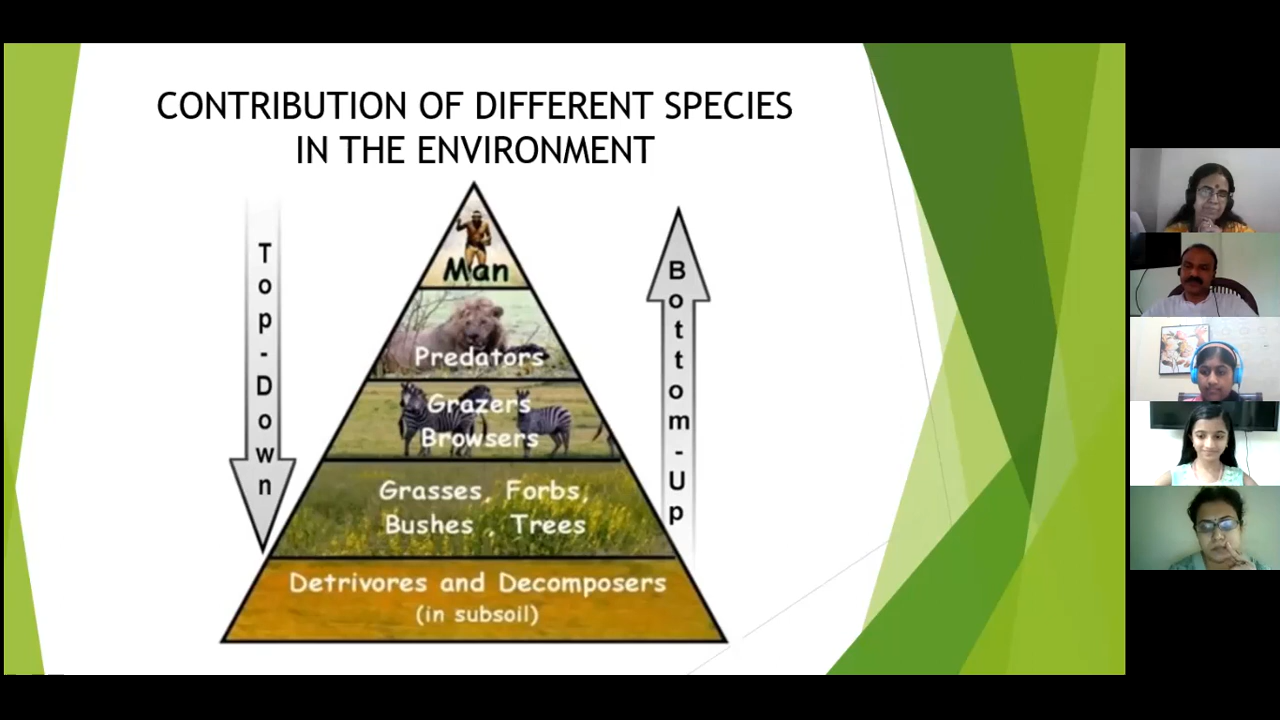 CONTRIBUTION OF DIFFERENT SPECIES
IN THE ENVIRONMENT
Top-Down
Man
Predators
Grazers
Browsers
Grasses, Forbs,
Bushes , Trees
Detrivores and Decomposers
(in subsoil)
Bottom-Up